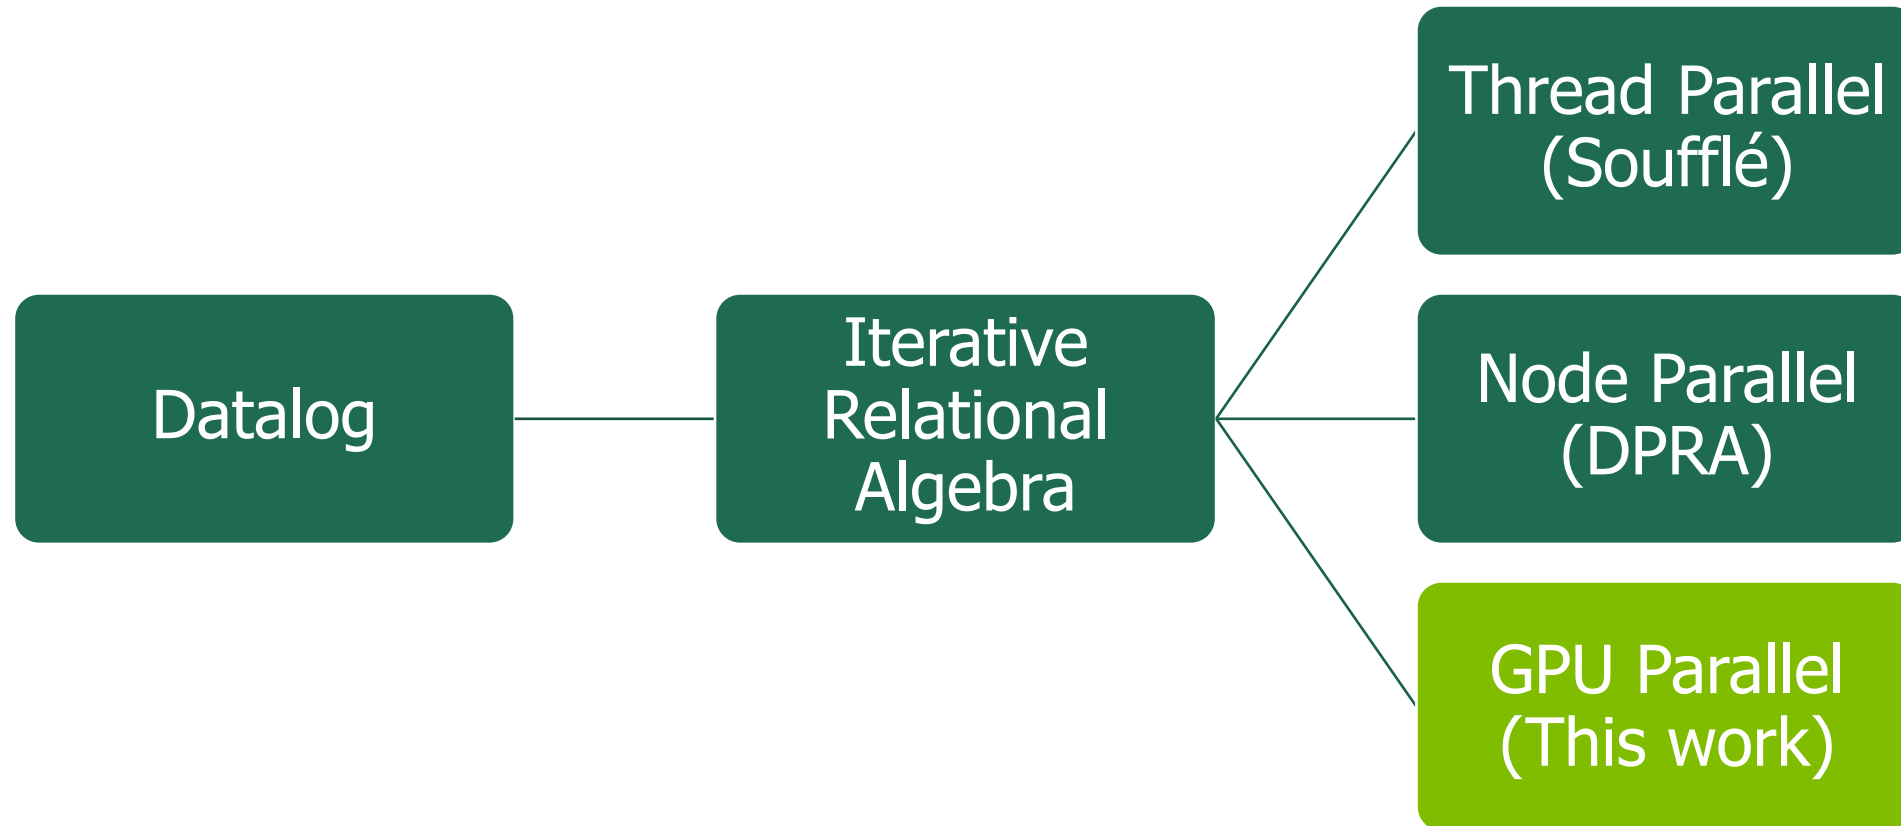 Datalog
Iterative
Relational
Algebra
Thread Parallel
(Soufflé)
Node Parallel
(DPRA)
GPU Parallel
(This work)